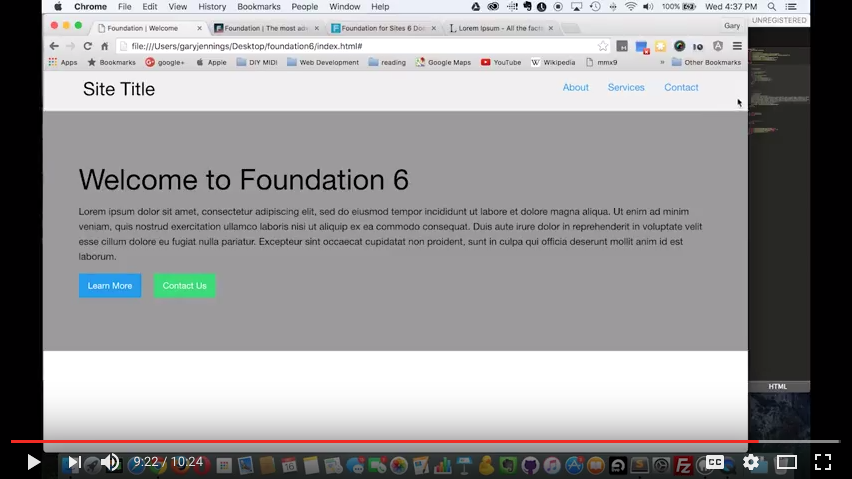 Chrome File Edit View History Bookmarks People Window Help 100% Wed 4:37 PM
Foundation | Welcome Foundation | The most ad Foundation for Sites 6 Do Lorem Ipsum - All the facts Gary UNREGISTERED
file:///Users/garyjennings/Desktop/foundation6/index.html#
Apps Bookmarks google+ Apple DIY MIDI Web Development reading Google Maps YouTube Wikipedia mmx9 » Other Bookmarks
Site Title About Services Contact
Welcome to Foundation 6
Lorem ipsum dolor sit amet, consectetur adipiscing elit, sed do eiusmod tempor incididunt ut labore et dolore magna aliqua. Ut enim ad minim
veniam, quis nostrud exercitation ullamco laboris nisi ut aliquip ex ea commodo consequat. Duis aute irure dolor in reprehenderit in voluptate velit
esse cillum dolore eu fugiat nulla pariatur. Excepteur sint occaecat cupidatat non proident, sunt in culpa qui officia deserunt mollit anim id est
laborum.
Learn More Contact Us
HTML
9:22 / 10:24 CC